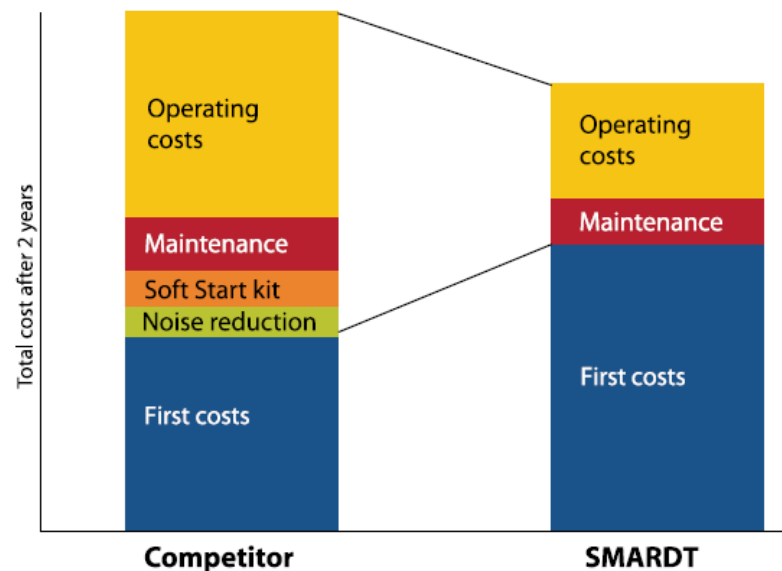 Total cost after 2 years
Operating
costs
Maintenance
Soft Start kit
Noise reduction
First costs
Competitor
Operating
costs
Maintenance
First costs
SMARDT